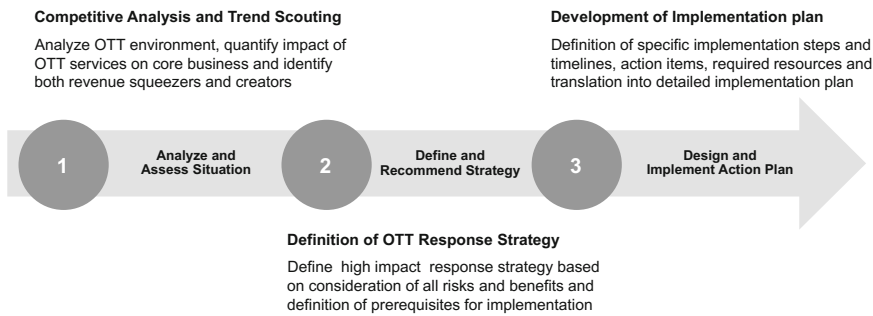 Competitive Analysis and Trend Scouting
Analyze OTT environment, quantify impact of
OTT services on core business and identify
both revenue squeezers and creators
Development of Implementation plan
Definition of specific implementation steps and
timelines, action items, required resources and
translation into detailed implementation plan
1
Analyze and
Assess Situation
2
Define and
Recommend Strategy
3
Design and
Implement Action Plan
Definition of OTT Response Strategy
Define high impact response strategy based
on consideration of all risks and benefits and
definition of prerequisites for implementation